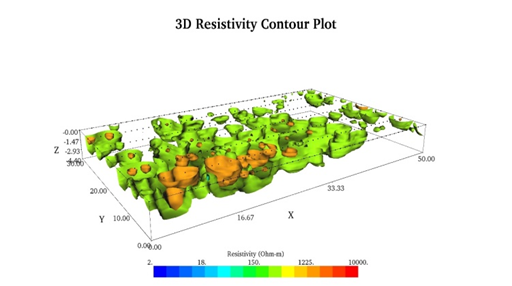 3D Resistivity Contour Plot
-0.00
-1.47
Z
-2.93
-4.40
30.00
20.00
Y
10.00
0.00
0.00
16.67
X
33.33
50.00
Resistivity (Ohm-m)
2. 18. 150. 1225. 10000.